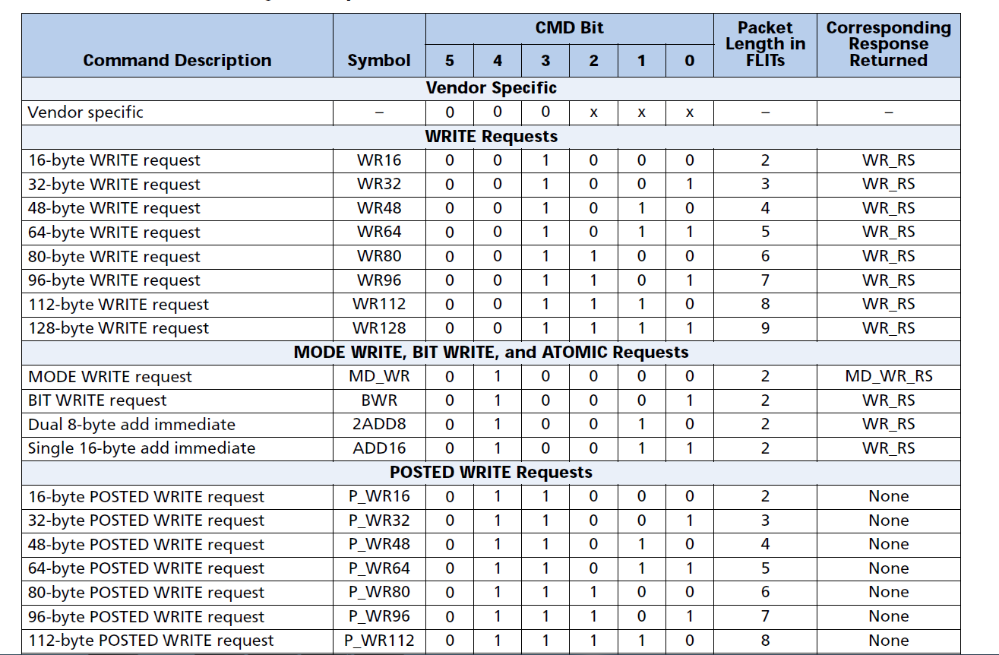 CMD Bit
Packet Length in FLITs
Corresponding Response Returned
Command Description Symbol 5 4 3 2 1 0
Vendor Specific
Vendor specific – 0 0 0 x x x – –
WRITE Requests
16-byte WRITE request WR16 0 0 1 0 0 0 2 WR_RS
32-byte WRITE request WR32 0 0 1 0 0 1 3 WR_RS
48-byte WRITE request WR48 0 0 1 0 1 0 4 WR_RS
64-byte WRITE request WR64 0 0 1 0 1 1 5 WR_RS
80-byte WRITE request WR80 0 0 1 1 0 0 6 WR_RS
96-byte WRITE request WR96 0 0 1 1 0 1 7 WR_RS
112-byte WRITE request WR112 0 0 1 1 1 0 8 WR_RS
128-byte WRITE request WR128 0 0 1 1 1 1 9 WR_RS
MODE WRITE, BIT WRITE, and ATOMIC Requests
MODE WRITE request MD_WR 0 1 0 0 0 0 2 MD_WR_RS
BIT WRITE request BWR 0 1 0 0 0 1 2 WR_RS
Dual 8-byte add immediate 2ADD8 0 1 0 0 1 0 2 WR_RS
Single 16-byte add immediate ADD16 0 1 0 0 1 1 2 WR_RS
POSTED WRITE Requests
16-byte POSTED WRITE request P_WR16 0 1 1 0 0 0 2 None
32-byte POSTED WRITE request P_WR32 0 1 1 0 0 1 3 None
48-byte POSTED WRITE request P_WR48 0 1 1 0 1 0 4 None
64-byte POSTED WRITE request P_WR64 0 1 1 0 1 1 5 None
80-byte POSTED WRITE request P_WR80 0 1 1 1 0 0 6 None
96-byte POSTED WRITE request P_WR96 0 1 1 1 0 1 7 None
112-byte POSTED WRITE request P_WR112 0 1 1 1 1 0 8 None